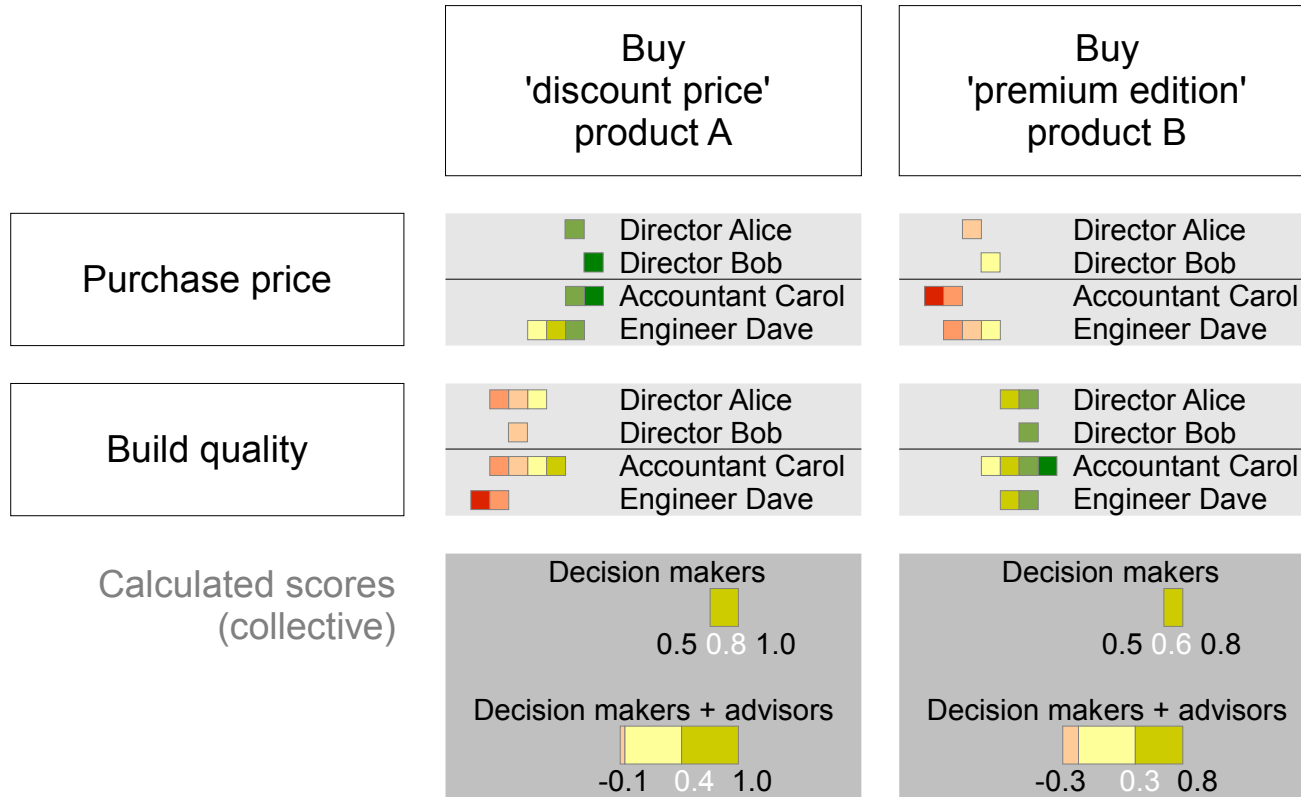 Buy
'discount price'
product A
Buy
'premium edition'
product B
Purchase price
Director Alice
Director Bob
Accountant Carol
Engineer Dave
Director Alice
Director Bob
Accountant Carol
Engineer Dave
Build quality
Director Alice
Director Bob
Accountant Carol
Engineer Dave
Director Alice
Director Bob
Accountant Carol
Engineer Dave
Calculated scores
(collective)
Decision makers
0.5 0.8 1.0
Decision makers + advisors
-0.1 0.4 1.0
Decision makers
0.5 0.6 0.8
Decision makers + advisors
-0.3 0.3 0.8